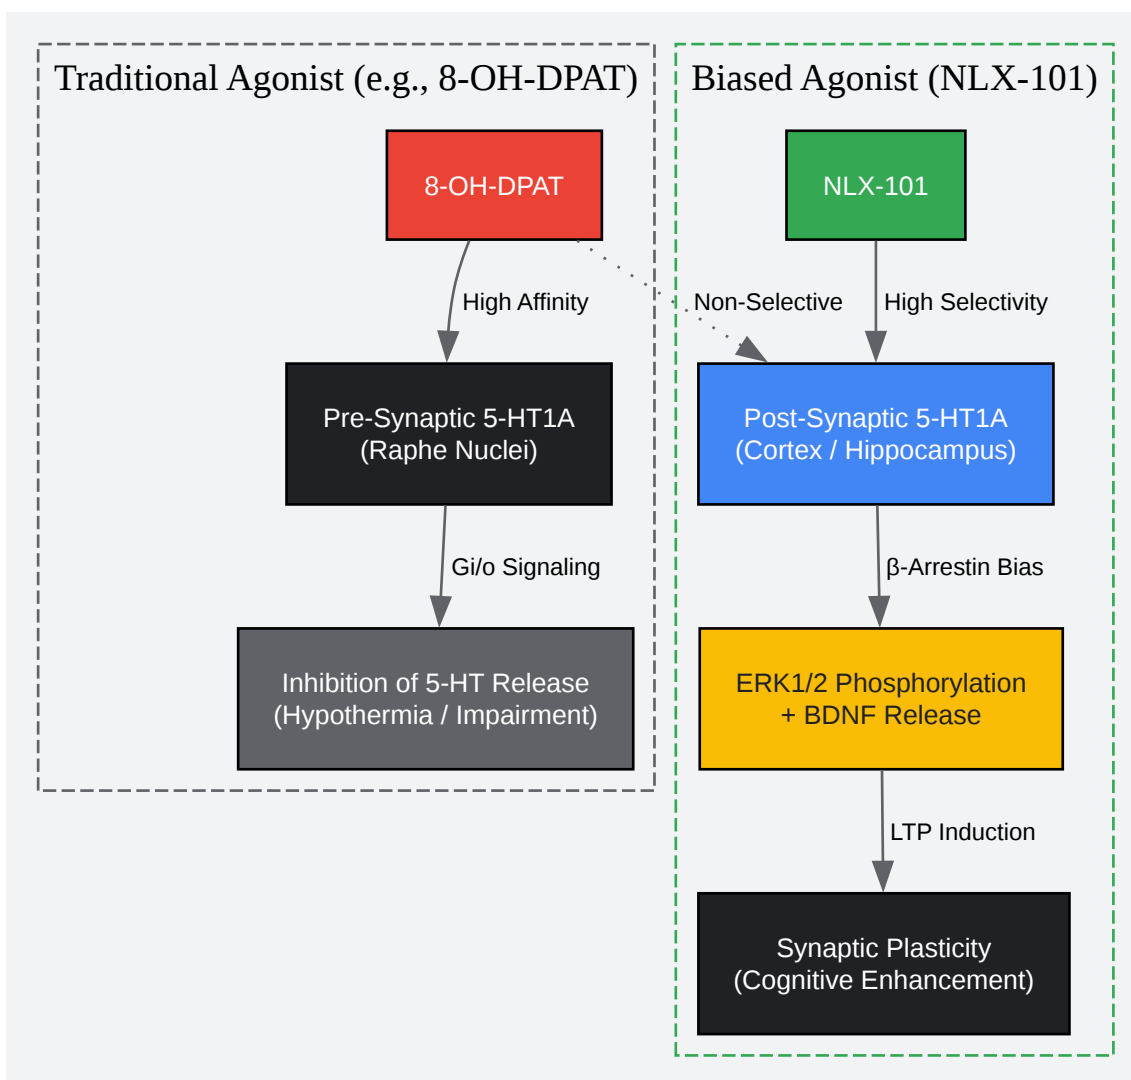 Traditional Agonist (e.g., 8-OH-DPAT)
8-OH-DPAT
High Affinity
Pre-Synaptic 5-HT1A
(Raphe Nuclei)
Gi/o Signaling
Inhibition of 5-HT Release
(Hypothermia / Impairment)
Biased Agonist (NLX-101)
NLX-101
Non-Selective
High Selectivity
Post-Synaptic 5-HT1A
(Cortex / Hippocampus)
β-Arrestin Bias
ERK1/2 Phosphorylation
+ BDNF Release
LTP Induction
Synaptic Plasticity
(Cognitive Enhancement)